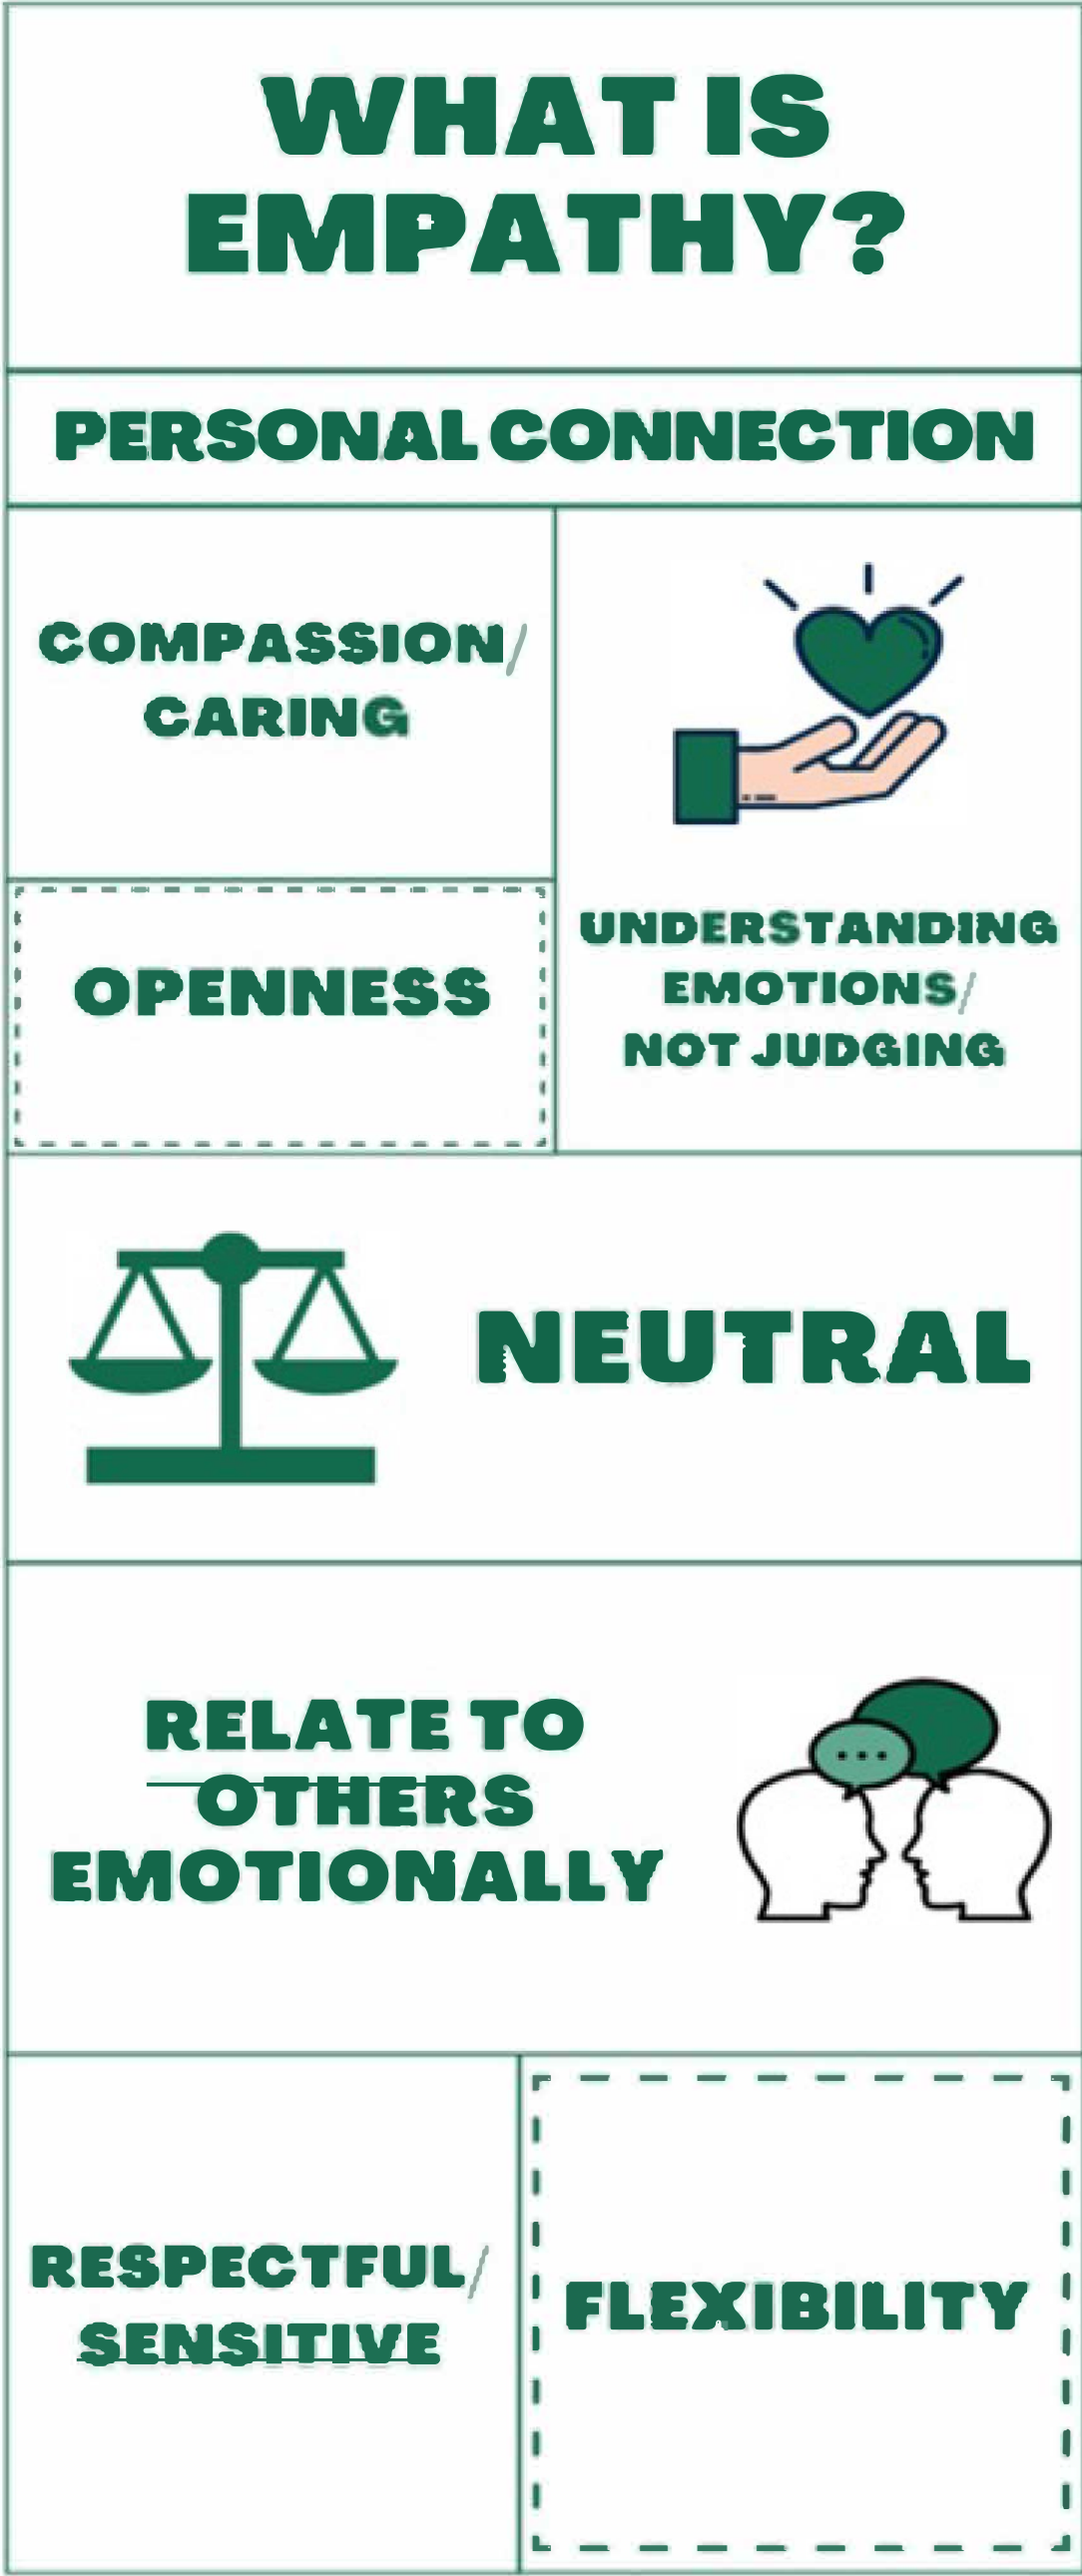 WHAT IS
EMPATHY?
PERSONAL CONNECTION
COMPASSION/
CARING
OPENNESS
UNDERSTANDING
EMOTIONS/
NOT JUDGING
NEUTRAL
RELATE TO
OTHERS
EMOTIONALLY
RESPECTFUL/
SENSITIVE
FLEXIBILITY